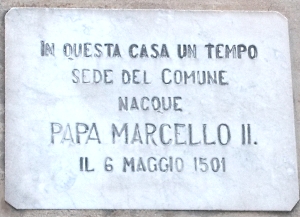 IN QUESTA CASA UN TEMPO
SEDE DEL COMUNE
NACQUE
PAPA MARCELLO II.
IL 6 MAGGIO 1501